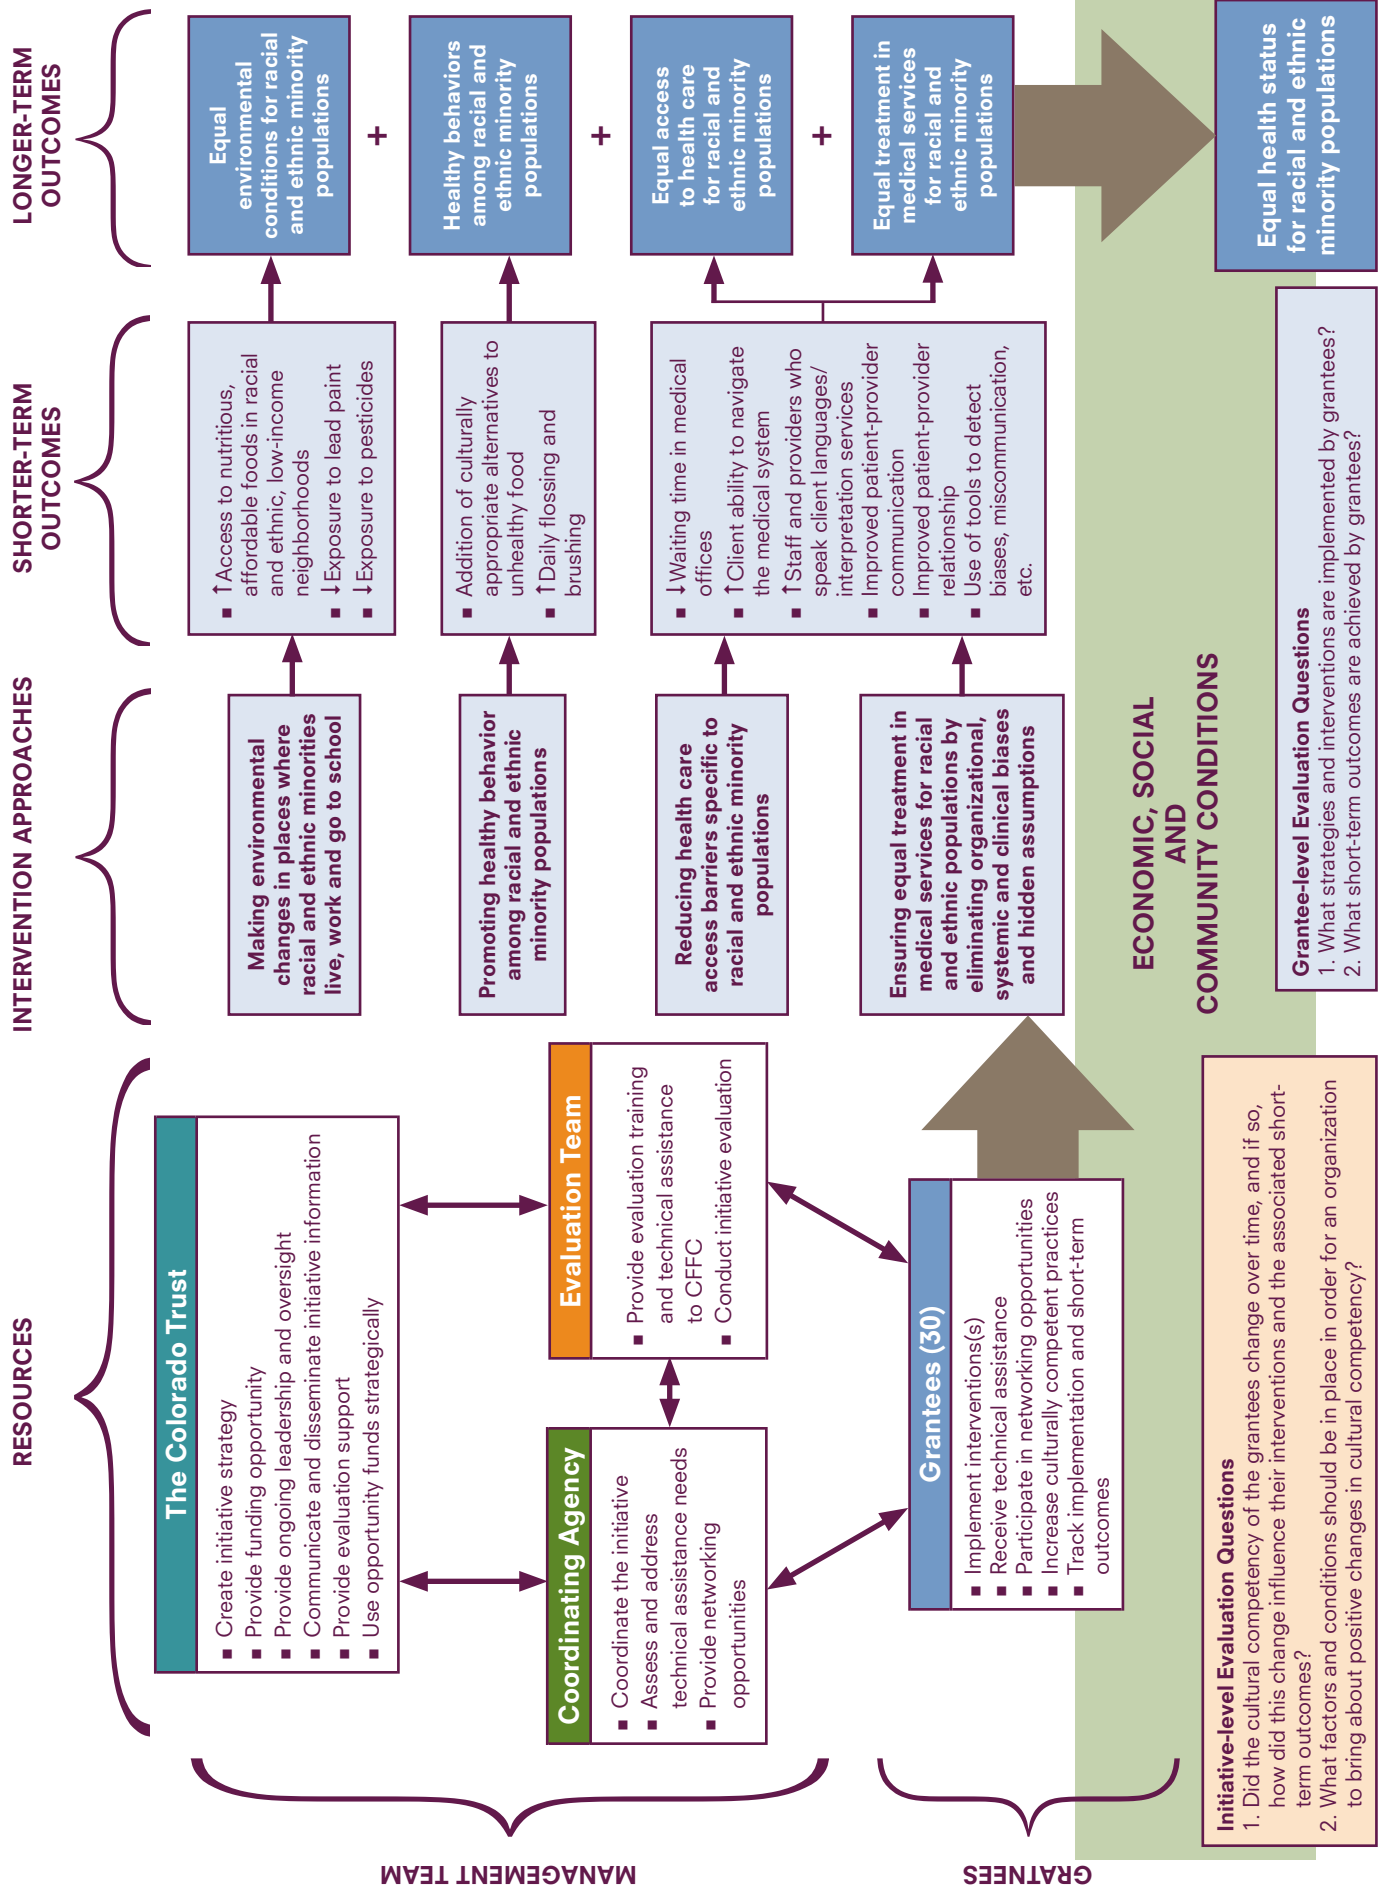 RESOURCES
INTERVENTION APPROACHES
SHORTER-TERM
OUTCOMES
LONGER-TERM
OUTCOMES
MANAGEMENT TEAM
GRATNEES
The Colorado Trust
■ Create initiative strategy
■ Provide funding opportunity
■ Provide ongoing leadership and oversight
■ Communicate and disseminate initiative information
■ Provide evaluation support
■ Use opportunity funds strategically
Coordinating Agency
■ Coordinate the initiative
■ Assess and address
technical assistance needs
■ Provide networking
opportunities
Evaluation Team
■ Provide evaluation training
and technical assistance
to CFFC
■ Conduct initiative evaluation
Grantees (30)
■ Implement interventions(s)
■ Receive technical assistance
■ Participate in networking opportunities
■ Increase culturally competent practices
■ Track implementation and short-term
outcomes
Making environmental
changes in places where
racial and ethnic minorities
live, work and go to school
Promoting healthy behavior
among racial and ethnic
minority populations
Reducing health care
access barriers specific to
racial and ethnic minority
populations
Ensuring equal treatment in
medical services for racial
and ethnic populations by
eliminating organizational,
systemic and clinical biases
and hidden assumptions
■ ↑Access to nutritious,
affordable foods in racial
and ethnic, low-income
neighborhoods
■ ↓Exposure to lead paint
■ ↓Exposure to pesticides
■ Addition of culturally
appropriate alternatives to
unhealthy food
■ ↑Daily flossing and
brushing
■ ↓Waiting time in medical
offices
■ ↑Client ability to navigate
the medical system
■ ↑Staff and providers who
speak client languages/
interpretation services
■ Improved patient-provider
communication
■ Improved patient-provider
relationship
■ Use of tools to detect
biases, miscommunication,
etc.
Equal
environmental
conditions for racial
and ethnic minority
populations
+
Healthy behaviors
among racial and
ethnic minority
populations
+
Equal access
to health care
for racial and
ethnic minority
populations
+
Equal treatment in
medical services
for racial and
ethnic minority
populations
ECONOMIC, SOCIAL
AND
COMMUNITY CONDITIONS
Equal health status
for racial and ethnic
minority populations
Initiative-level Evaluation Questions
1. Did the cultural competency of the grantees change over time, and if so,
how did this change influence their interventions and the associated short-
term outcomes?
2. What factors and conditions should be in place in order for an organization
to bring about positive changes in cultural competency?
Grantee-level Evaluation Questions
1. What strategies and interventions are implemented by grantees?
2. What short-term outcomes are achieved by grantees?